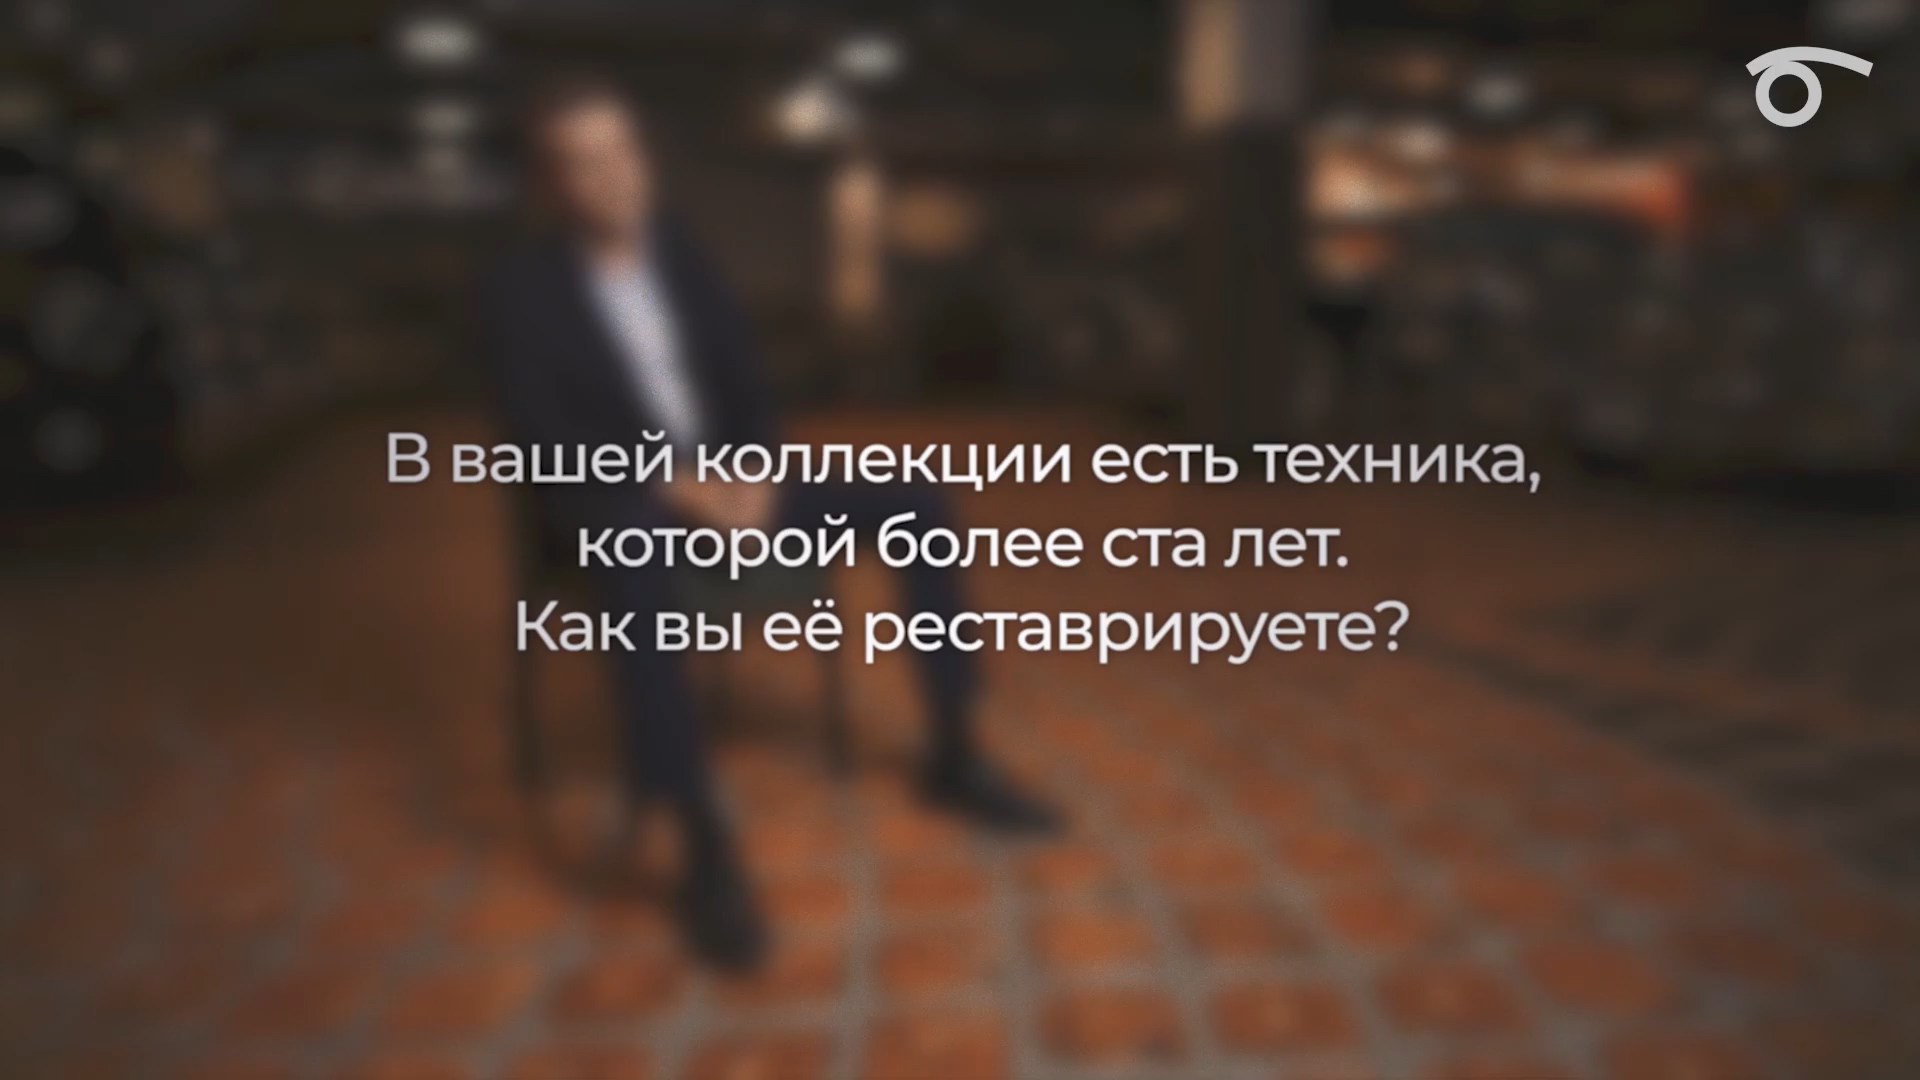 В вашей коллекции есть техника,
которой более ста лет.
Как вы её реставрируете?